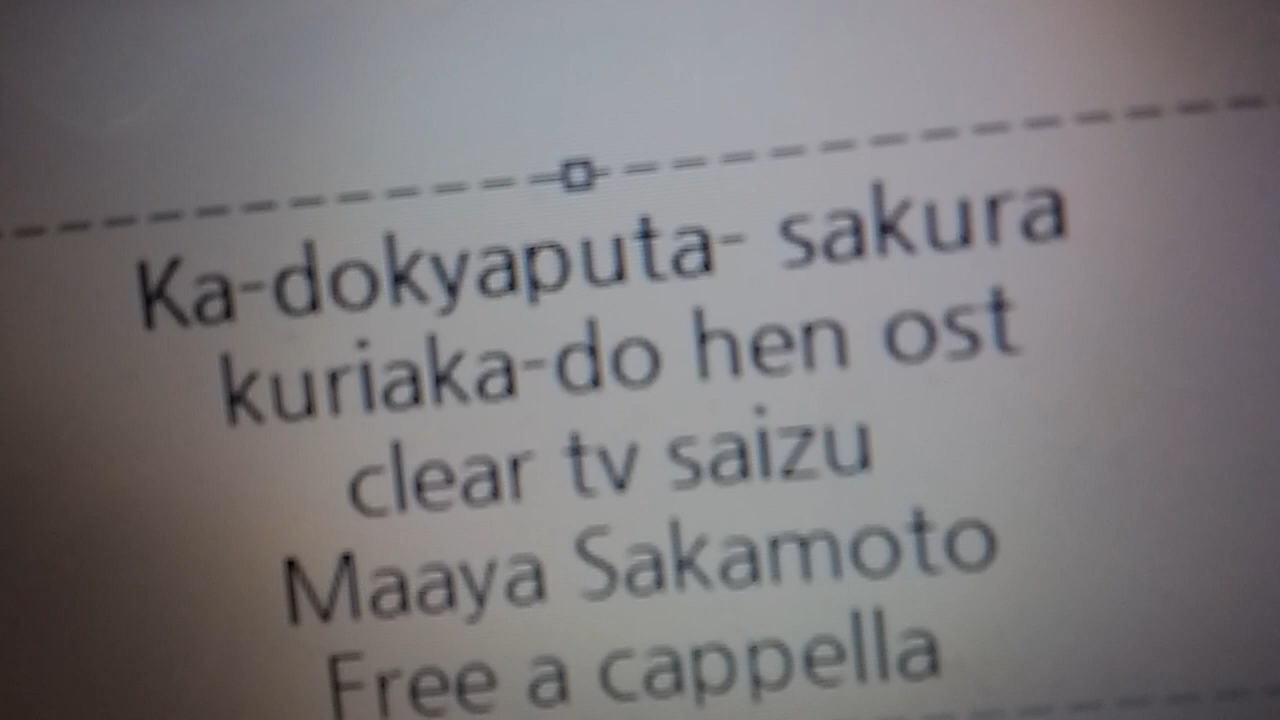 Ka-dokyaputa- sakura
kuriaka-do hen ost
clear tv saizu
Maaya Sakamoto
Free a cappella